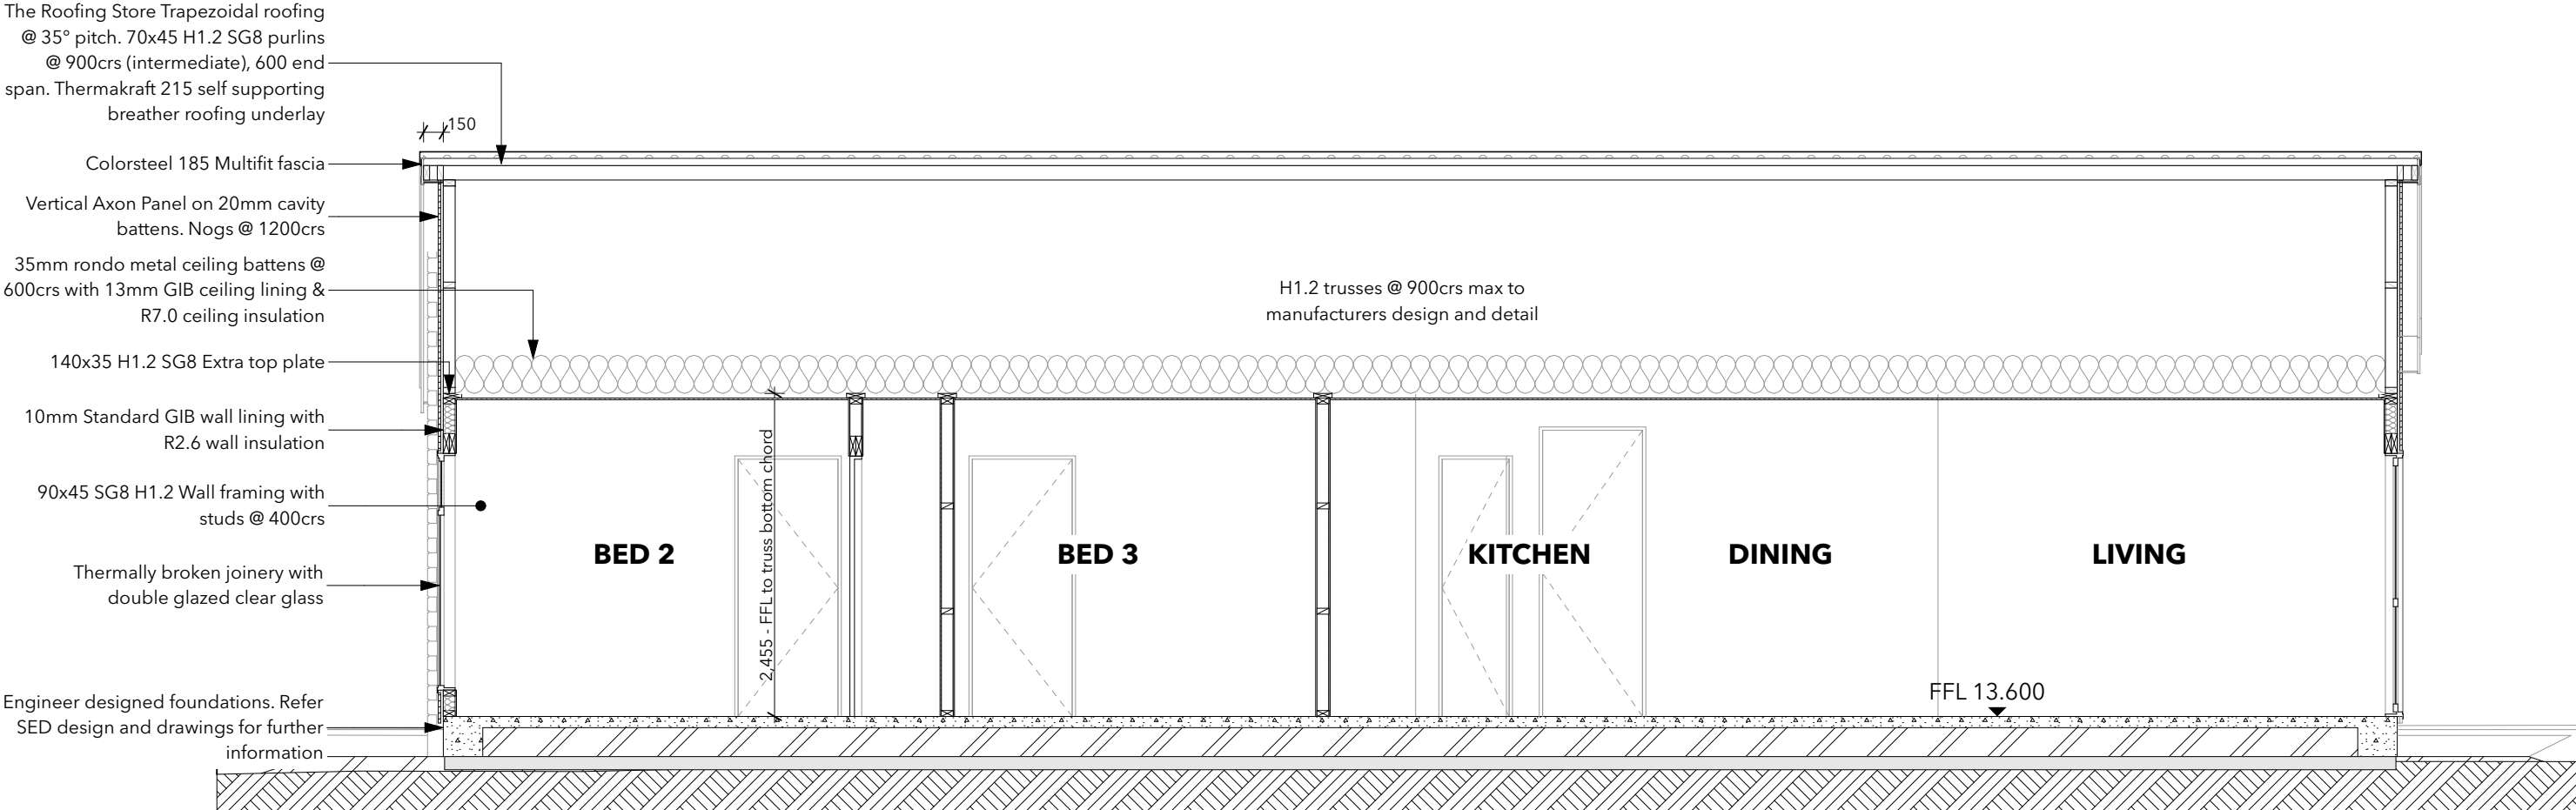 The Roofing Store Trapezoidal roofing
@ 35° pitch. 70x45 H1.2 SG8 purlins
@ 900crs (intermediate), 600 end
span. Thermakraft 215 self supporting
breather roofing underlay
150
Colorsteel 185 Multifit fascia
Vertical Axon Panel on 20mm cavity
battens. Nogs @ 1200crs
35mm rondo metal ceiling battens @
600crs with 13mm GIB ceiling lining &
R7.0 ceiling insulation
H1.2 trusses @ 900crs max to
manufacturers design and detail
140x35 H1.2 SG8 Extra top plate
10mm Standard GIB wall lining with
R2.6 wall insulation
90x45 SG8 H1.2 Wall framing with
studs @ 400crs
2,455 - FFL to truss bottom chord
BED 2
BED 3
KITCHEN
DINING
LIVING
Thermally broken joinery with
double glazed clear glass
FFL 13.600
Engineer designed foundations. Refer
SED design and drawings for further
information